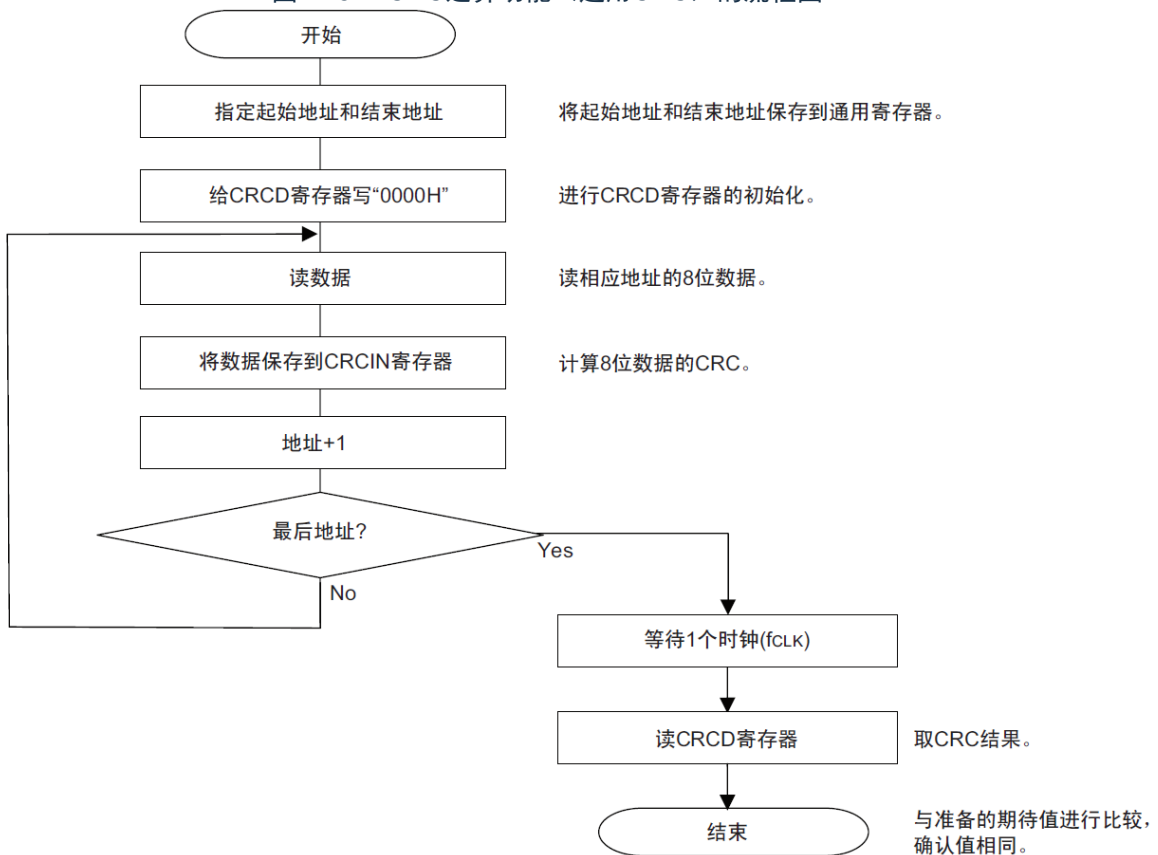 开始
指定起始地址和结束地址
将起始地址和结束地址保存到通用寄存器。
给CRCD寄存器写“0000H”
进行CRCD寄存器的初始化。
读数据
读相应地址的8位数据。
将数据保存到CRCIN寄存器
计算8位数据的CRC。
地址+1
最后地址?
Yes
No
等待1个时钟(fCLK)
读CRCD寄存器
取CRC结果。
结束
与准备的期待值进行比较，
确认值相同。